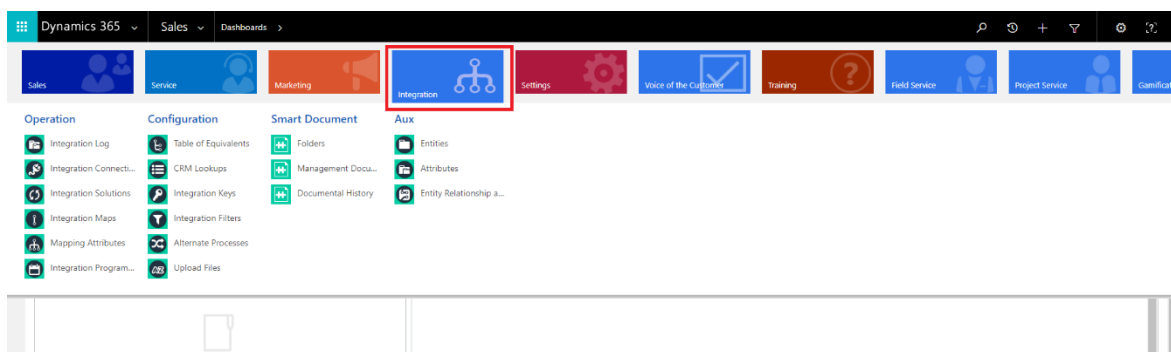 Dynamics 365 Sales Dashboards
Sales Service Marketing Integration Settings Voice of the Customer Training Field Service Project Service Gamificat
Operation Configuration Smart Document Aux
Integration Log Table of Equivalents Folders Entities
Integration Connecti... CRM Lookups Management Docu... Attributes
Integration Solutions Integration Keys Documental History Entity Relationship a...
Integration Maps Integration Filters
Mapping Attributes Alternate Processes
Integration Program... Upload Files